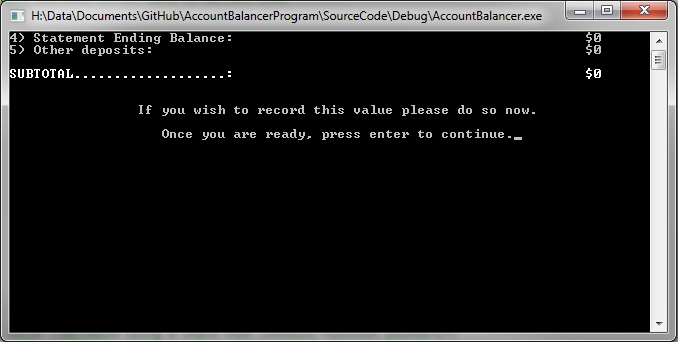 H:\Data\Documents\GitHub\AccountBalancerProgram\SourceCode\Debug\AccountBalancer.exe
4) Statement Ending Balance: $0
5) Other deposits: $0
SUBTOTAL...................: $0
If you wish to record this value please do so now.
Once you are ready, press enter to continue._